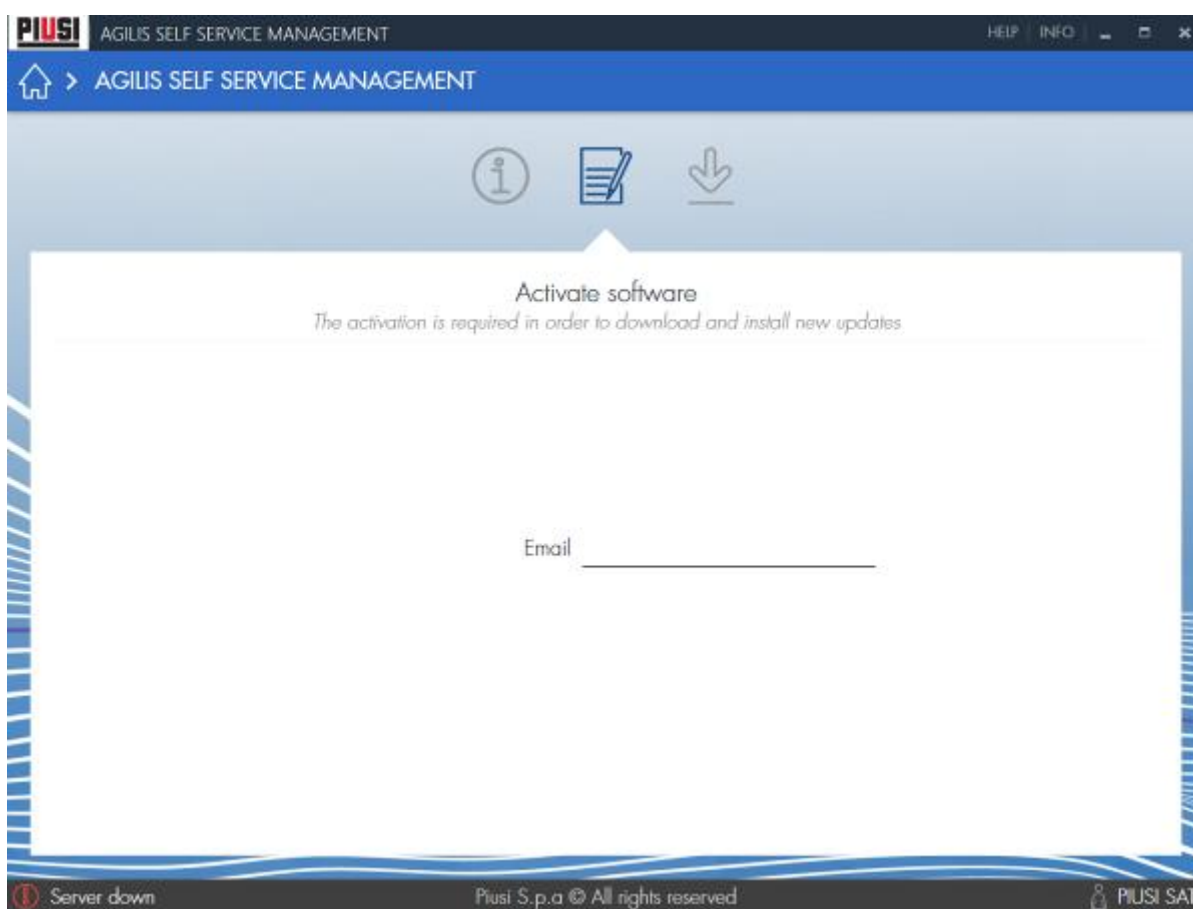 PIUSI AGILIS SELF SERVICE MANAGEMENT HELP INFO
AGILIS SELF SERVICE MANAGEMENT
Activate software
The activation is required in order to download and install new updates
Email
Server down Piusi S.p.a © All rights reserved PIUSI SAT